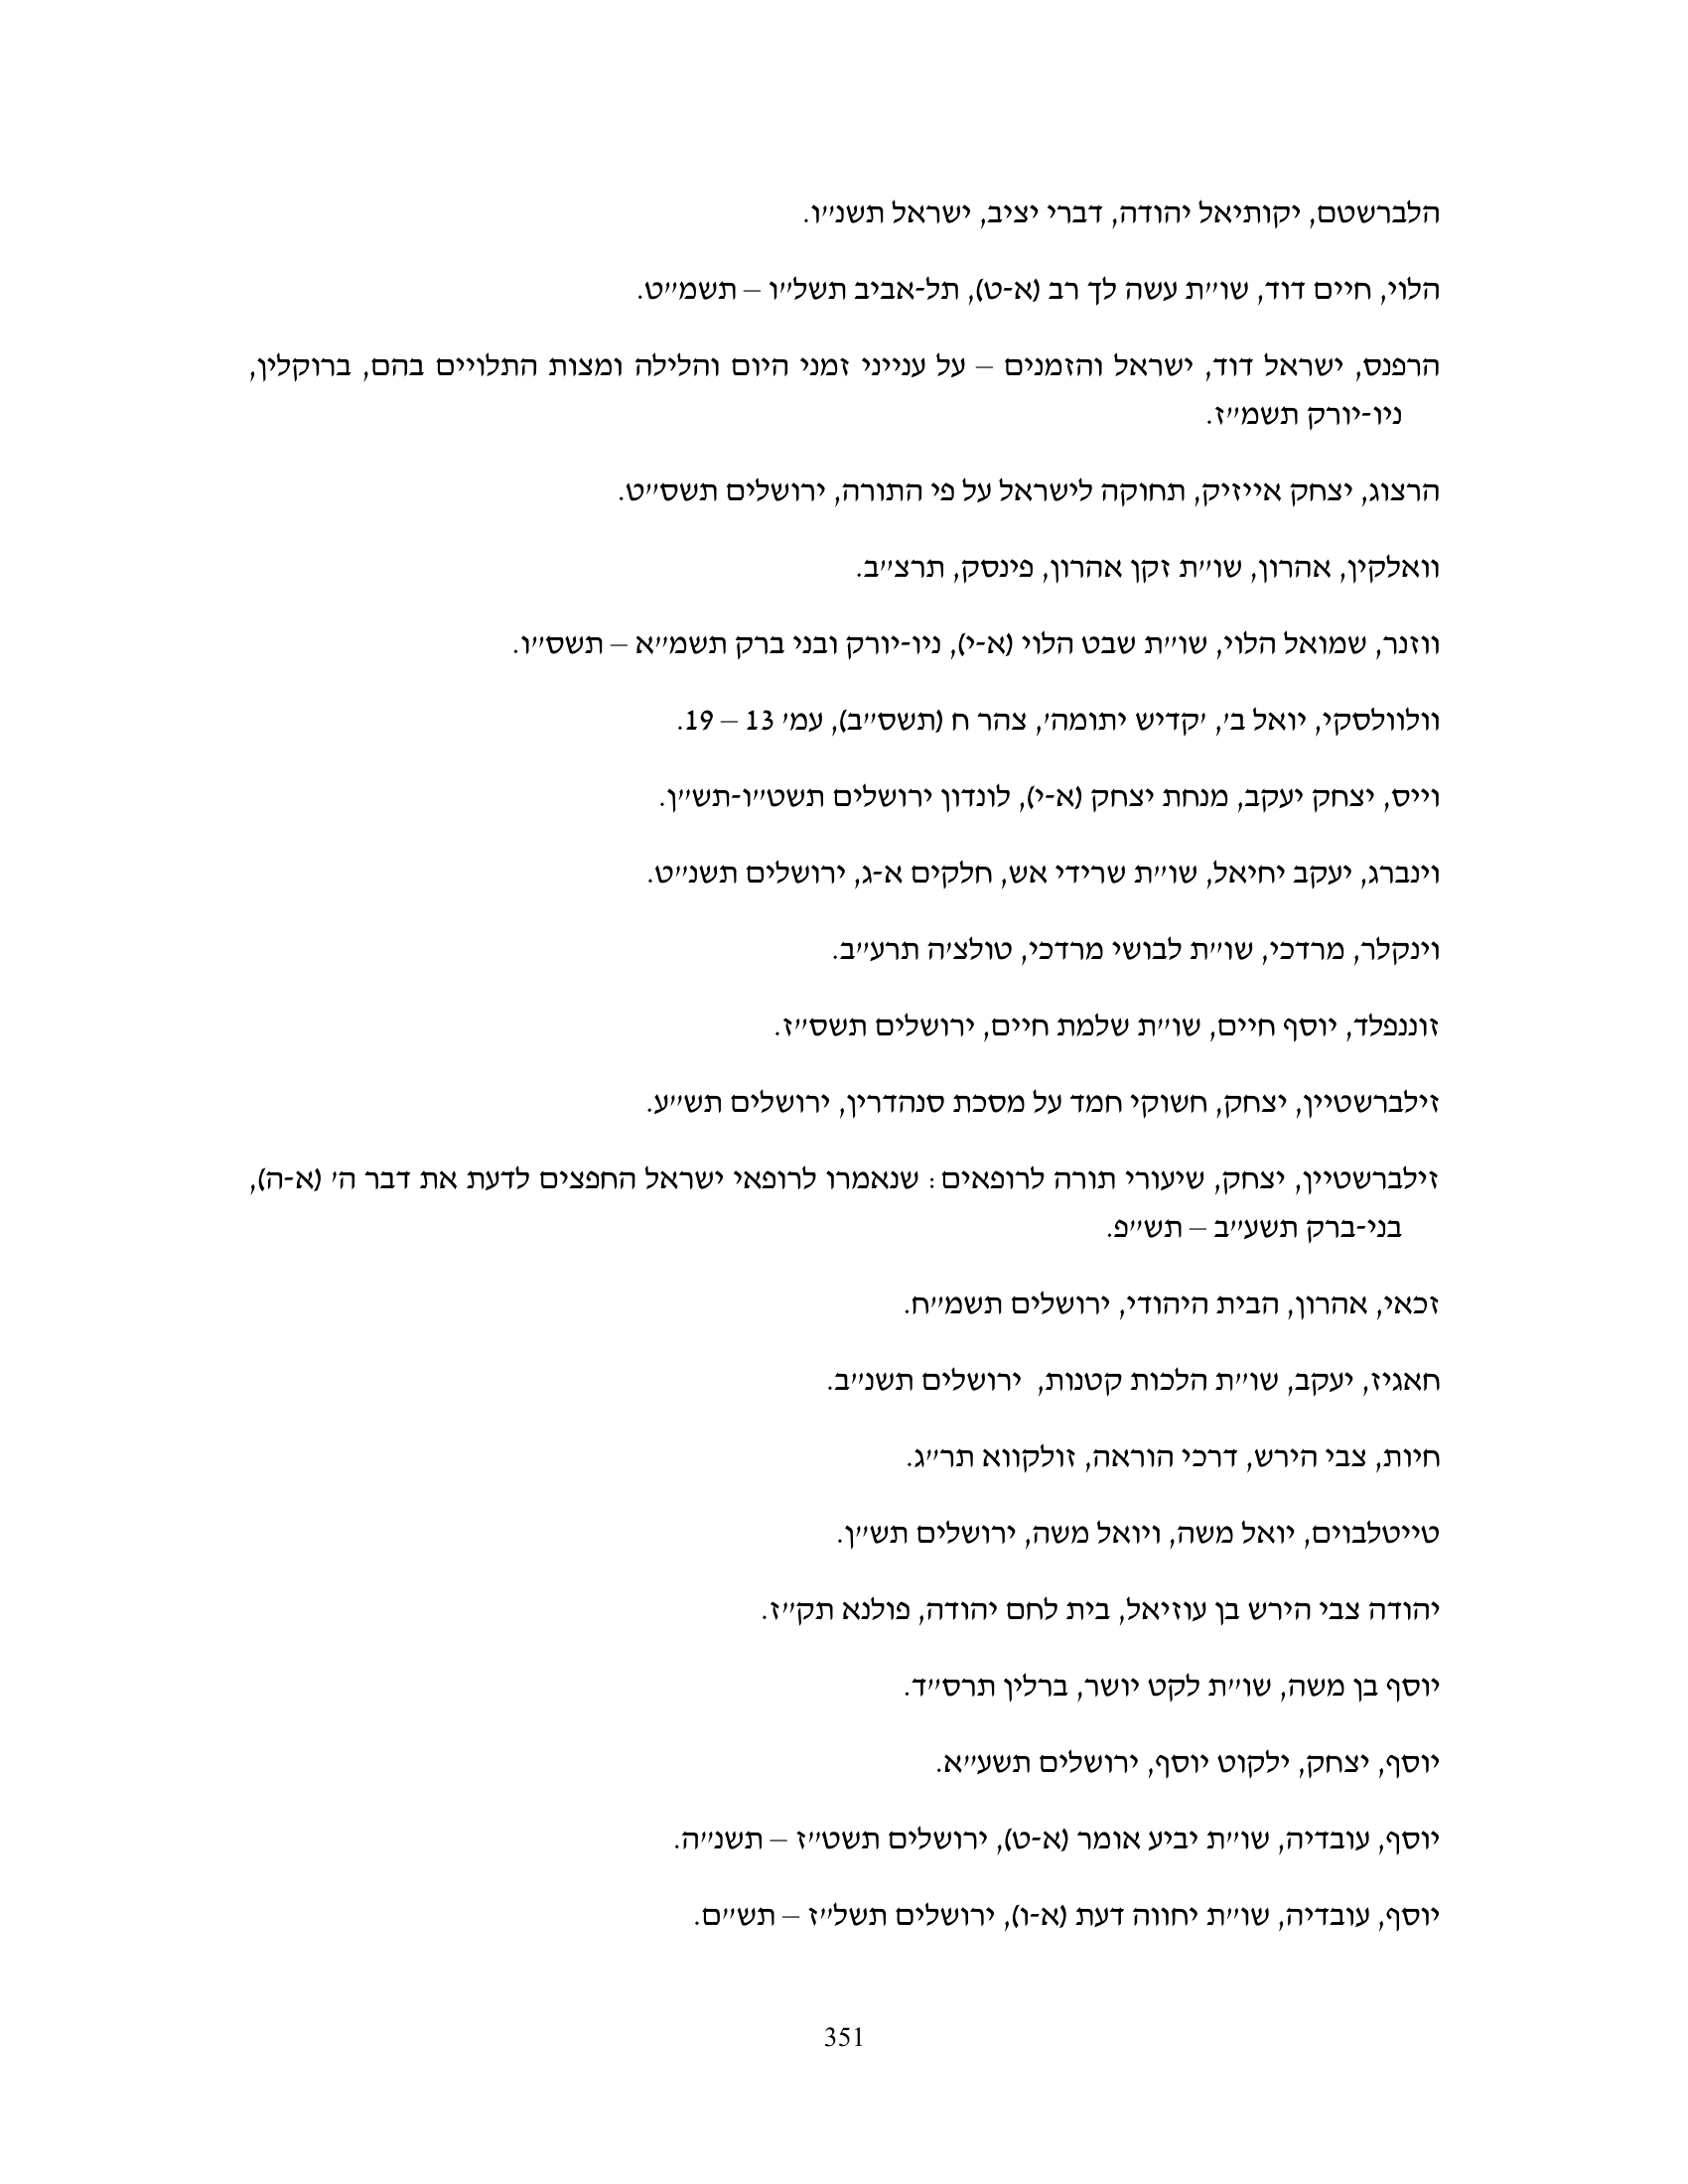 הלברשטם, יקותיאל יהודה, דברי יציב, ישראל תשנ״ו.
הלוי, חיים דוד, שו״ת עשה לך רב (א-ט), תל-אביב תשל״ו – תשמ״ט.
הרפנס, ישראל דוד, ישראל והזמנים – על ענייני זמני היום והלילה ומצות התלויים בהם, ברוקלין,
ניו-יורק תשמ״ז.
הרצוג, יצחק אייזיק, תחוקה לישראל על פי התורה, ירושלים תשס״ט.
וואלקין, אהרון, שו״ת זקן אהרון, פינסק, תרצ״ב.
ווזנר, שמואל הלוי, שו״ת שבט הלוי (א-י), ניו-יורק ובני ברק תשמ״א – תשס״ו.
וולוולסקי, יואל ב׳, ׳קדיש יתומה׳, צהר ח (תשס״ב), עמ׳ 13 – 19.
וייס, יצחק יעקב, מנחת יצחק (א-י), לונדון ירושלים תשט״ו-תש״ן.
וינברג, יעקב יחיאל, שו״ת שרידי אש, חלקים א-ג, ירושלים תשנ״ט.
וינקלר, מרדכי, שו״ת לבושי מרדכי, טולצ׳ה תרע״ב.
זוננפלד, יוסף חיים, שו״ת שלמת חיים, ירושלים תשס״ז.
זילברשטיין, יצחק, חשוקי חמד על מסכת סנהדרין, ירושלים תש״ע.
זילברשטיין, יצחק, שיעורי תורה לרופאים: שנאמרו לרופאי ישראל החפצים לדעת את דבר ה׳ (א-ה),
בני-ברק תשע״ב – תש״פ.
זכאי, אהרון, הבית היהודי, ירושלים תשמ״ח.
חאגיז, יעקב, שו״ת הלכות קטנות, ירושלים תשנ״ב.
חיות, צבי הירש, דרכי הוראה, זולקווא תר״ג.
טייטלבוים, יואל משה, ויואל משה, ירושלים תש״ן.
יהודה צבי הירש בן עוזיאל, בית לחם יהודה, פולנא תק״ז.
יוסף בן משה, שו״ת לקט יושר, ברלין תרס״ד.
יוסף, יצחק, ילקוט יוסף, ירושלים תשע״א.
יוסף, עובדיה, שו״ת יביע אומר (א-ט), ירושלים תשט״ז – תשנ״ה.
יוסף, עובדיה, שו״ת יחווה דעת (א-ו), ירושלים תשל״ז – תש״ם.
351